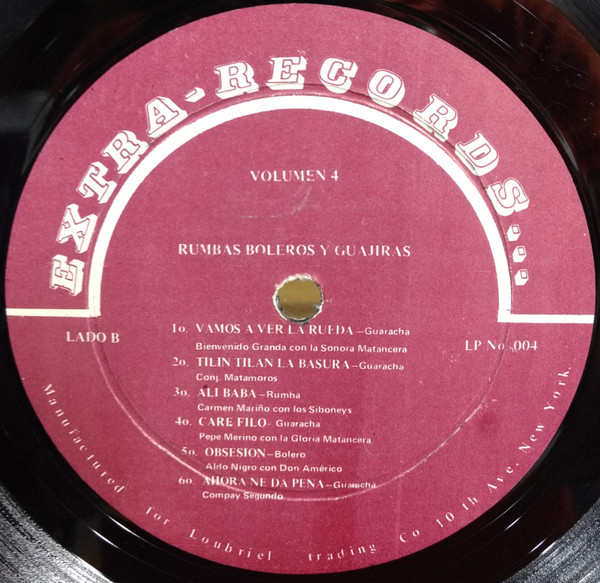 EXTRA-RECORDS...
VOLUMEN 4
RUMBAS BOLEROS Y GUAJIRAS
LADO B
LP No. 004
1o. VAMOS A VER LA RUEDA –Guaracha
Bienvenido Granda con la Sonora Matancera
2o. TILIN TILAN LA BASURA –Guaracha
Conj. Matamoros
3o. ALI BABA –Rumba
Carmen Mariño con los Siboneys
4o. CARE FILO– Guaracha
Pepe Merino con la Gloria Matancera
5o. OBSESION –Bolero
Aldo Nigro con Don Américo
6o. AHORA NE DA PENA –Guaracha
Compay Segundo
Manufactured for Loubriel trading Co 10 th Ave. New York.